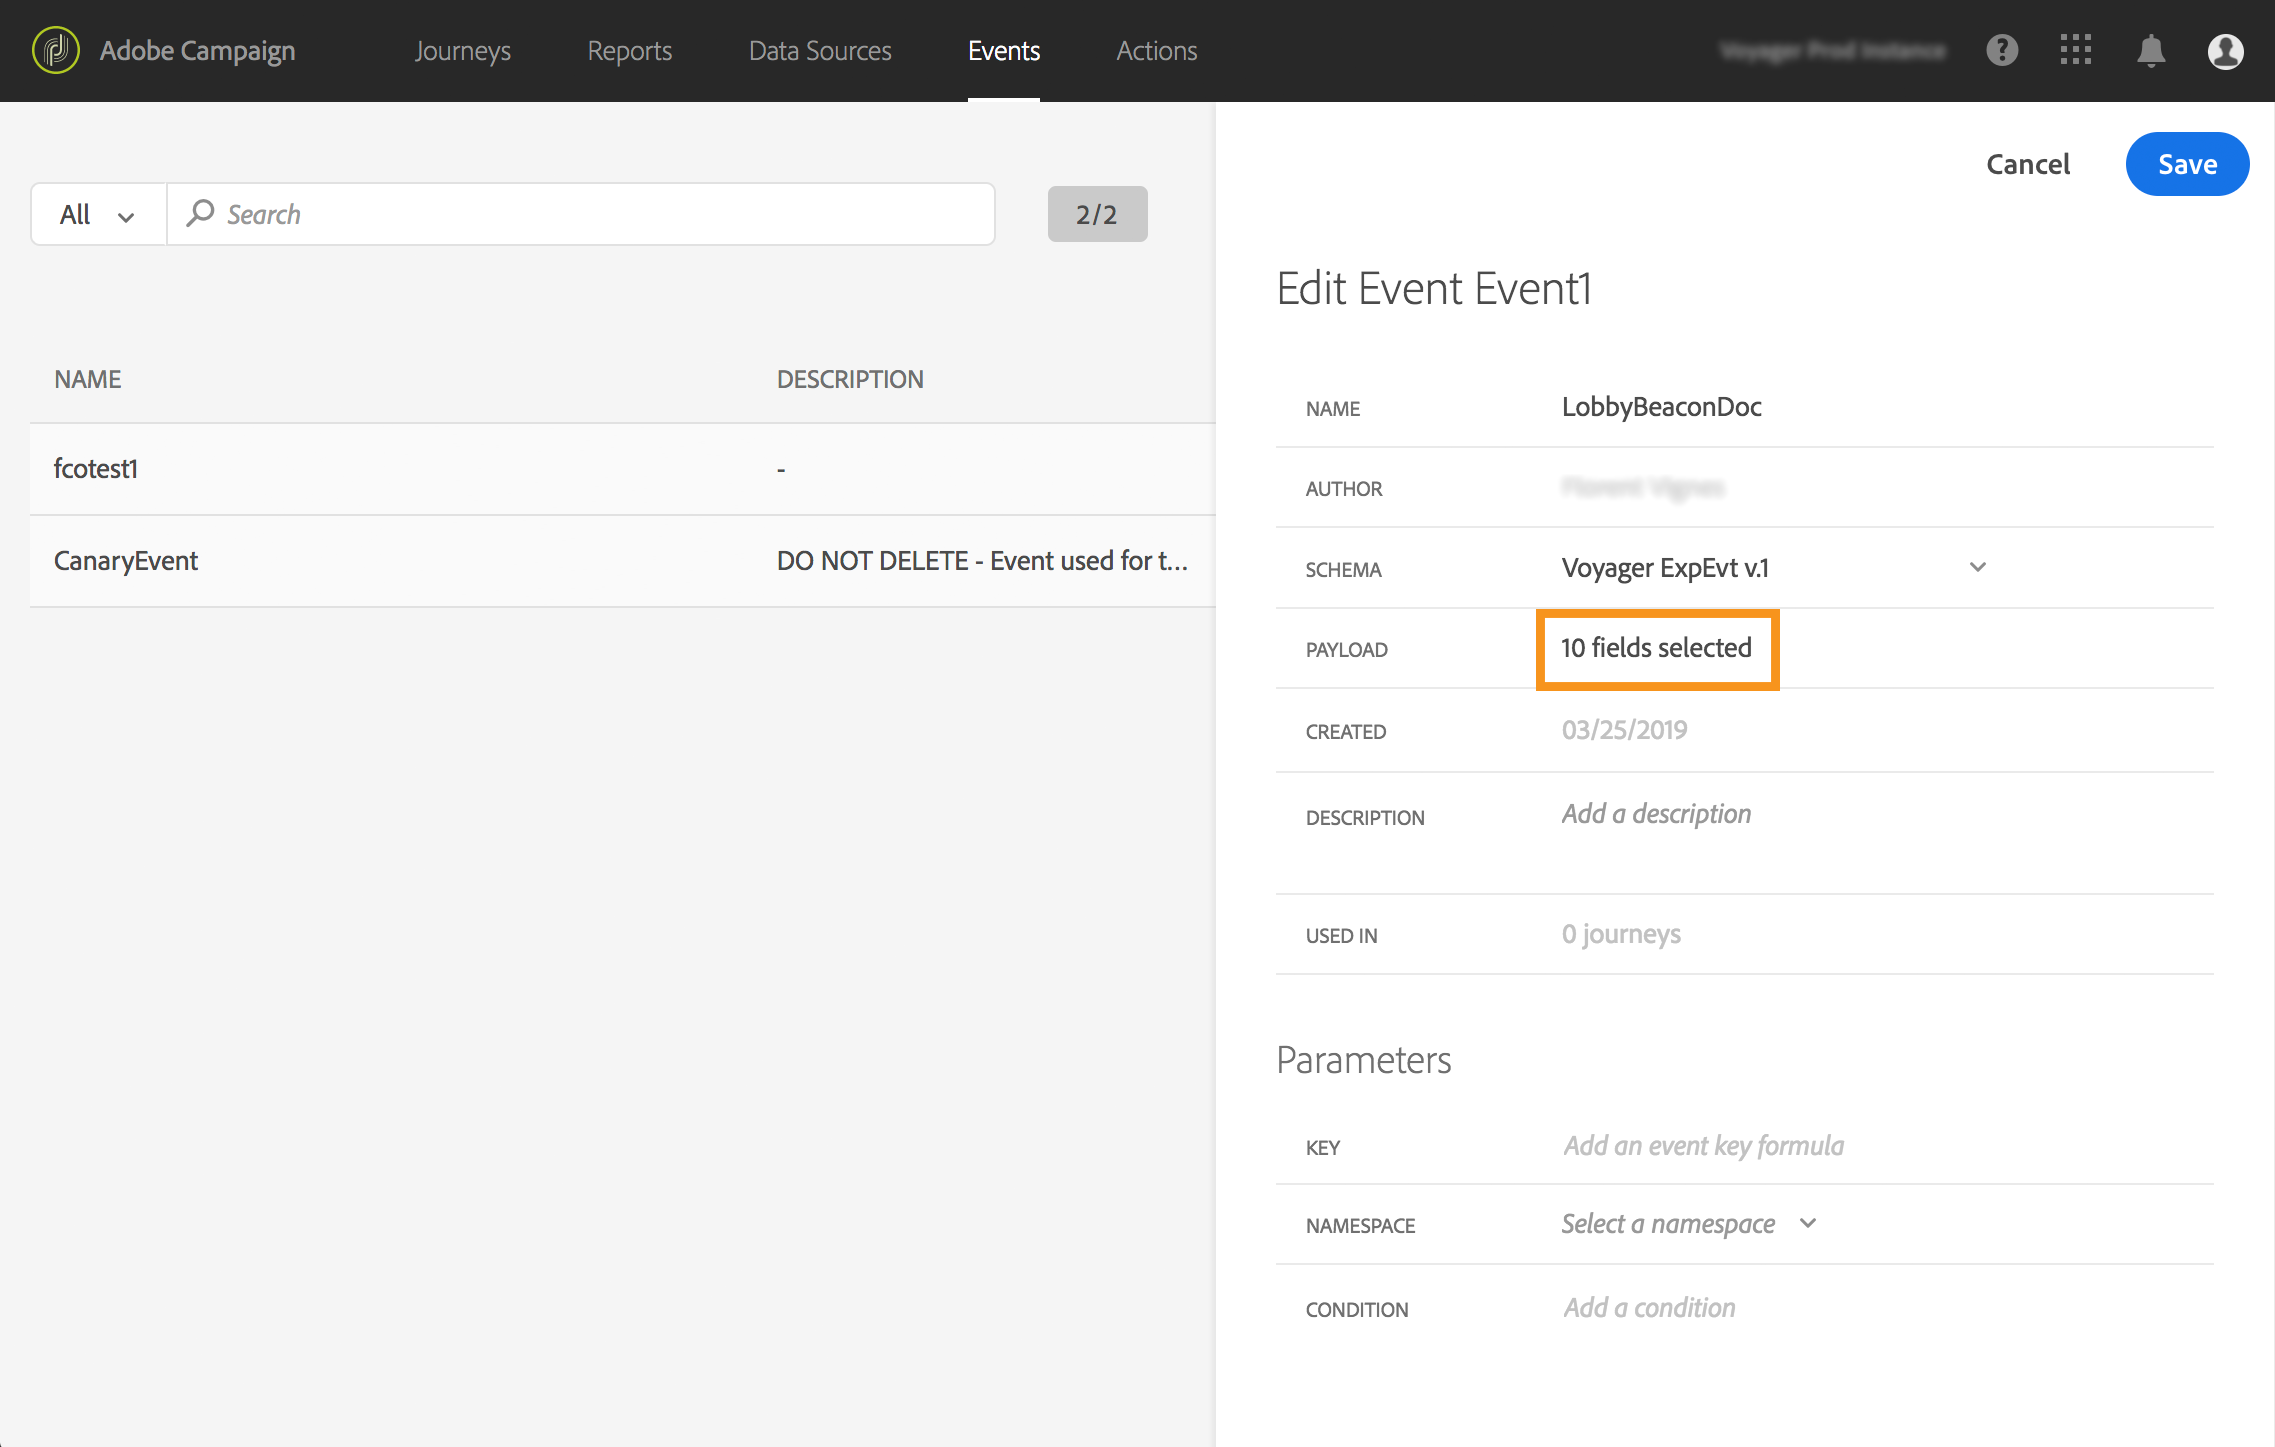 Adobe Campaign Journeys Reports Data Sources Events Actions
Cancel Save
All Search 2/2
Edit Event Event1
NAME DESCRIPTION
fcotest1 -
CanaryEvent DO NOT DELETE - Event used for t...
NAME LobbyBeaconDoc
AUTHOR
SCHEMA Voyager ExpEvt v.1
PAYLOAD 10 fields selected
CREATED 03/25/2019
DESCRIPTION Add a description
USED IN 0 journeys
Parameters
KEY Add an event key formula
NAMESPACE Select a namespace
CONDITION Add a condition